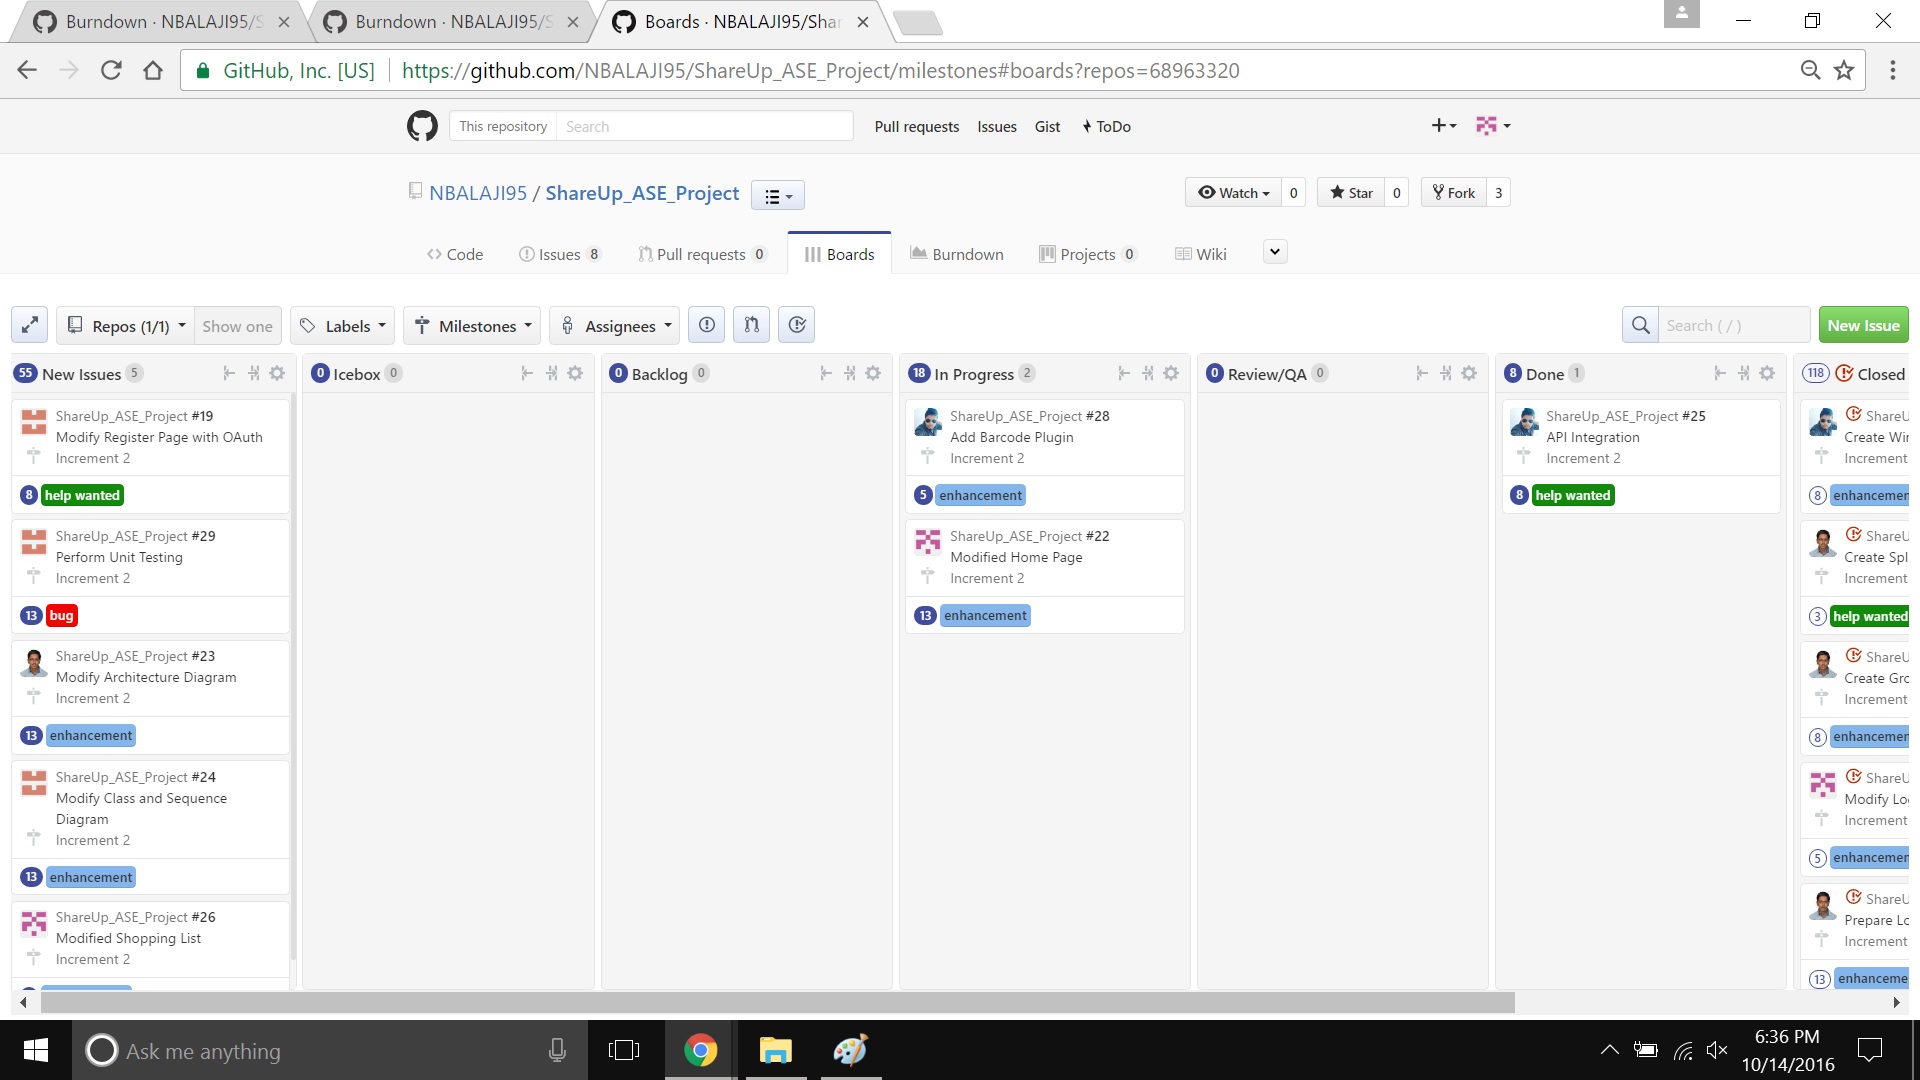 Burndown · NBALAJI95/S
Burndown · NBALAJI95/S
Boards · NBALAJI95/Shar
GitHub, Inc. [US] https://github.com/NBALAJI95/ShareUp_ASE_Project/milestones#boards?repos=68963320
This repository Search Pull requests Issues Gist ToDo
NBALAJI95 / ShareUp_ASE_Project Watch 0 Star 0 Fork 3
Code Issues 8 Pull requests 0 Boards Burndown Projects 0 Wiki
Repos (1/1) Show one Labels Milestones Assignees Search ( / ) New Issue
55 New Issues 5
ShareUp_ASE_Project #19
Modify Register Page with OAuth
Increment 2
8 help wanted
ShareUp_ASE_Project #29
Perform Unit Testing
Increment 2
13 bug
ShareUp_ASE_Project #23
Modify Architecture Diagram
Increment 2
13 enhancement
ShareUp_ASE_Project #24
Modify Class and Sequence
Diagram
Increment 2
13 enhancement
ShareUp_ASE_Project #26
Modified Shopping List
Increment 2
0 Icebox 0
0 Backlog 0
18 In Progress 2
ShareUp_ASE_Project #28
Add Barcode Plugin
Increment 2
5 enhancement
ShareUp_ASE_Project #22
Modified Home Page
Increment 2
13 enhancement
0 Review/QA 0
8 Done 1
ShareUp_ASE_Project #25
API Integration
Increment 2
8 help wanted
118 Closed
ShareU
Create Wir
Increment
8 enhancemen
ShareU
Create Spl
Increment
3 help wanted
ShareU
Create Gro
Increment
8 enhancemen
ShareU
Modify Lo
Increment
5 enhancemen
ShareU
Prepare Lo
Increment
13 enhanceme
Ask me anything
6:36 PM
10/14/2016